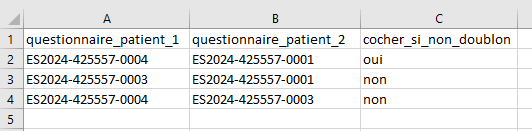 A B C
1 questionnaire_patient_1 questionnaire_patient_2 cocher_si_non_doublon
2 ES2024-425557-0004 ES2024-425557-0001 oui
3 ES2024-425557-0003 ES2024-425557-0001 non
4 ES2024-425557-0004 ES2024-425557-0003 non
5